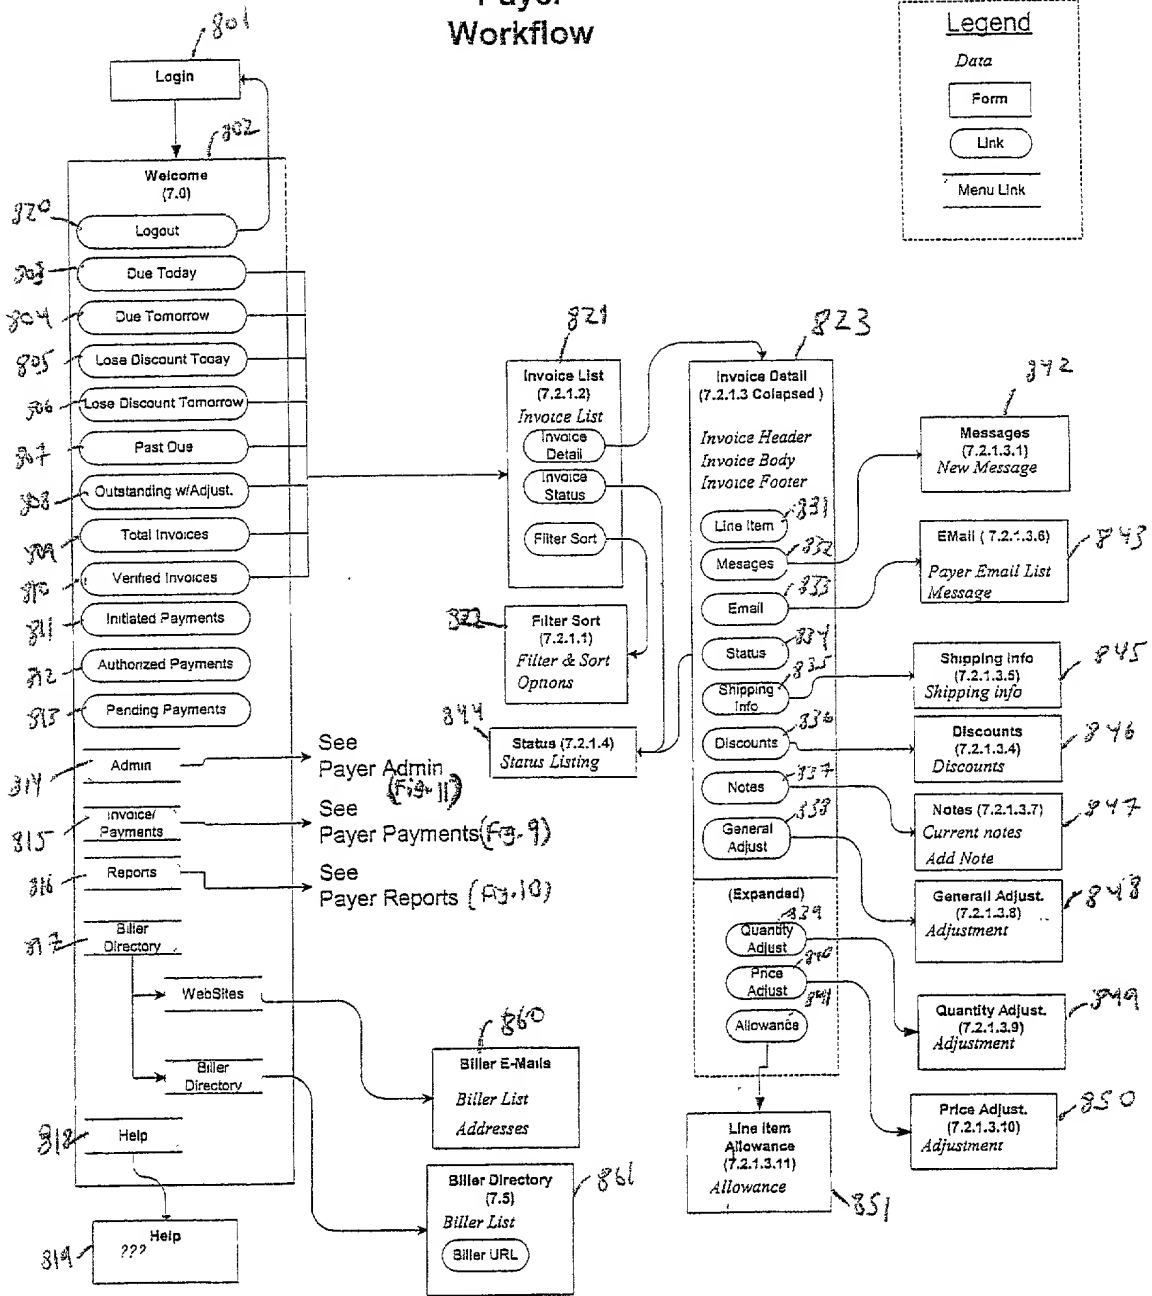 Payer
Workflow
Legend
Data
Form
Link
Menu Link
801
Login
802
Welcome
(7.0)
820
Logout
803
Due Today
804
Due Tomorrow
805
Lose Discount Today
806
Lose Discount Tomorrow
807
Past Due
808
Outstanding w/Adjust.
809
Total Invoices
810
Verified Invoices
811
Initiated Payments
812
Authorized Payments
813
Pending Payments
814
Admin
See
Payer Admin
(Fig. 11)
815
Invoice/
Payments
See
Payer Payments (Fig. 9)
816
Reports
See
Payer Reports (Fig. 10)
817
Biller
Directory
WebSites
Biller
Directory
818
Help
819
Help
???
821
Invoice List
(7.2.1.2)
Invoice List
Invoice
Detail
Invoice
Status
Filter Sort
822
Filter Sort
(7.2.1.1)
Filter & Sort
Options
844
Status (7.2.1.4)
Status Listing
823
Invoice Detail
(7.2.1.3 Colapsed )
Invoice Header
Invoice Body
Invoice Footer
831
Line Item
832
Mesages
833
Email
834
Status
835
Shipping
Info
836
Discounts
837
Notes
838
General
Adjust
(Expanded)
839
Quantity
Adjust
840
Price
Adjust
841
Allowance
842
Messages
(7.2.1.3.1)
New Message
843
EMail ( 7.2.1.3.6)
Payer Email List
Message
845
Shipping Info
(7.2.1.3.5)
Shipping info
846
Discounts
(7.2.1.3.4)
Discounts
847
Notes (7.2.1.3.7)
Current notes
Add Note
848
Generall Adjust.
(7.2.1.3.8)
Adjustment
849
Quantity Adjust.
(7.2.1.3.9)
Adjustment
850
Price Adjust.
(7.2.1.3.10)
Adjustment
851
Line Item
Allowance
(7.2.1.3.11)
Allowance
860
Biller E-Mails
Biller List
Addresses
861
Biller Directory
(7.5)
Biller List
Biller URL